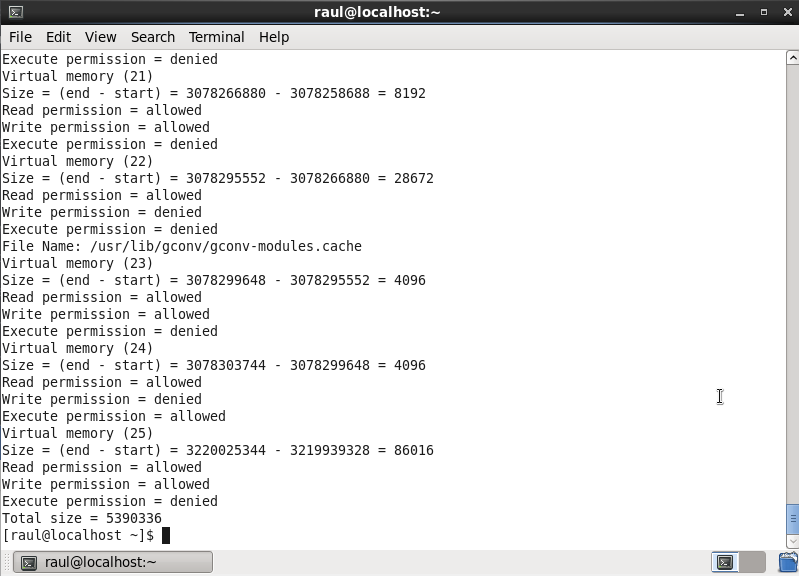 raul@localhost:~
File Edit View Search Terminal Help
Execute permission = denied
Virtual memory (21)
Size = (end - start) = 3078266880 - 3078258688 = 8192
Read permission = allowed
Write permission = allowed
Execute permission = denied
Virtual memory (22)
Size = (end - start) = 3078295552 - 3078266880 = 28672
Read permission = allowed
Write permission = denied
Execute permission = denied
File Name: /usr/lib/gconv/gconv-modules.cache
Virtual memory (23)
Size = (end - start) = 3078299648 - 3078295552 = 4096
Read permission = allowed
Write permission = allowed
Execute permission = denied
Virtual memory (24)
Size = (end - start) = 3078303744 - 3078299648 = 4096
Read permission = allowed
Write permission = denied
Execute permission = allowed
Virtual memory (25)
Size = (end - start) = 3220025344 - 3219939328 = 86016
Read permission = allowed
Write permission = allowed
Execute permission = denied
Total size = 5390336
[raul@localhost ~]$
raul@localhost:~